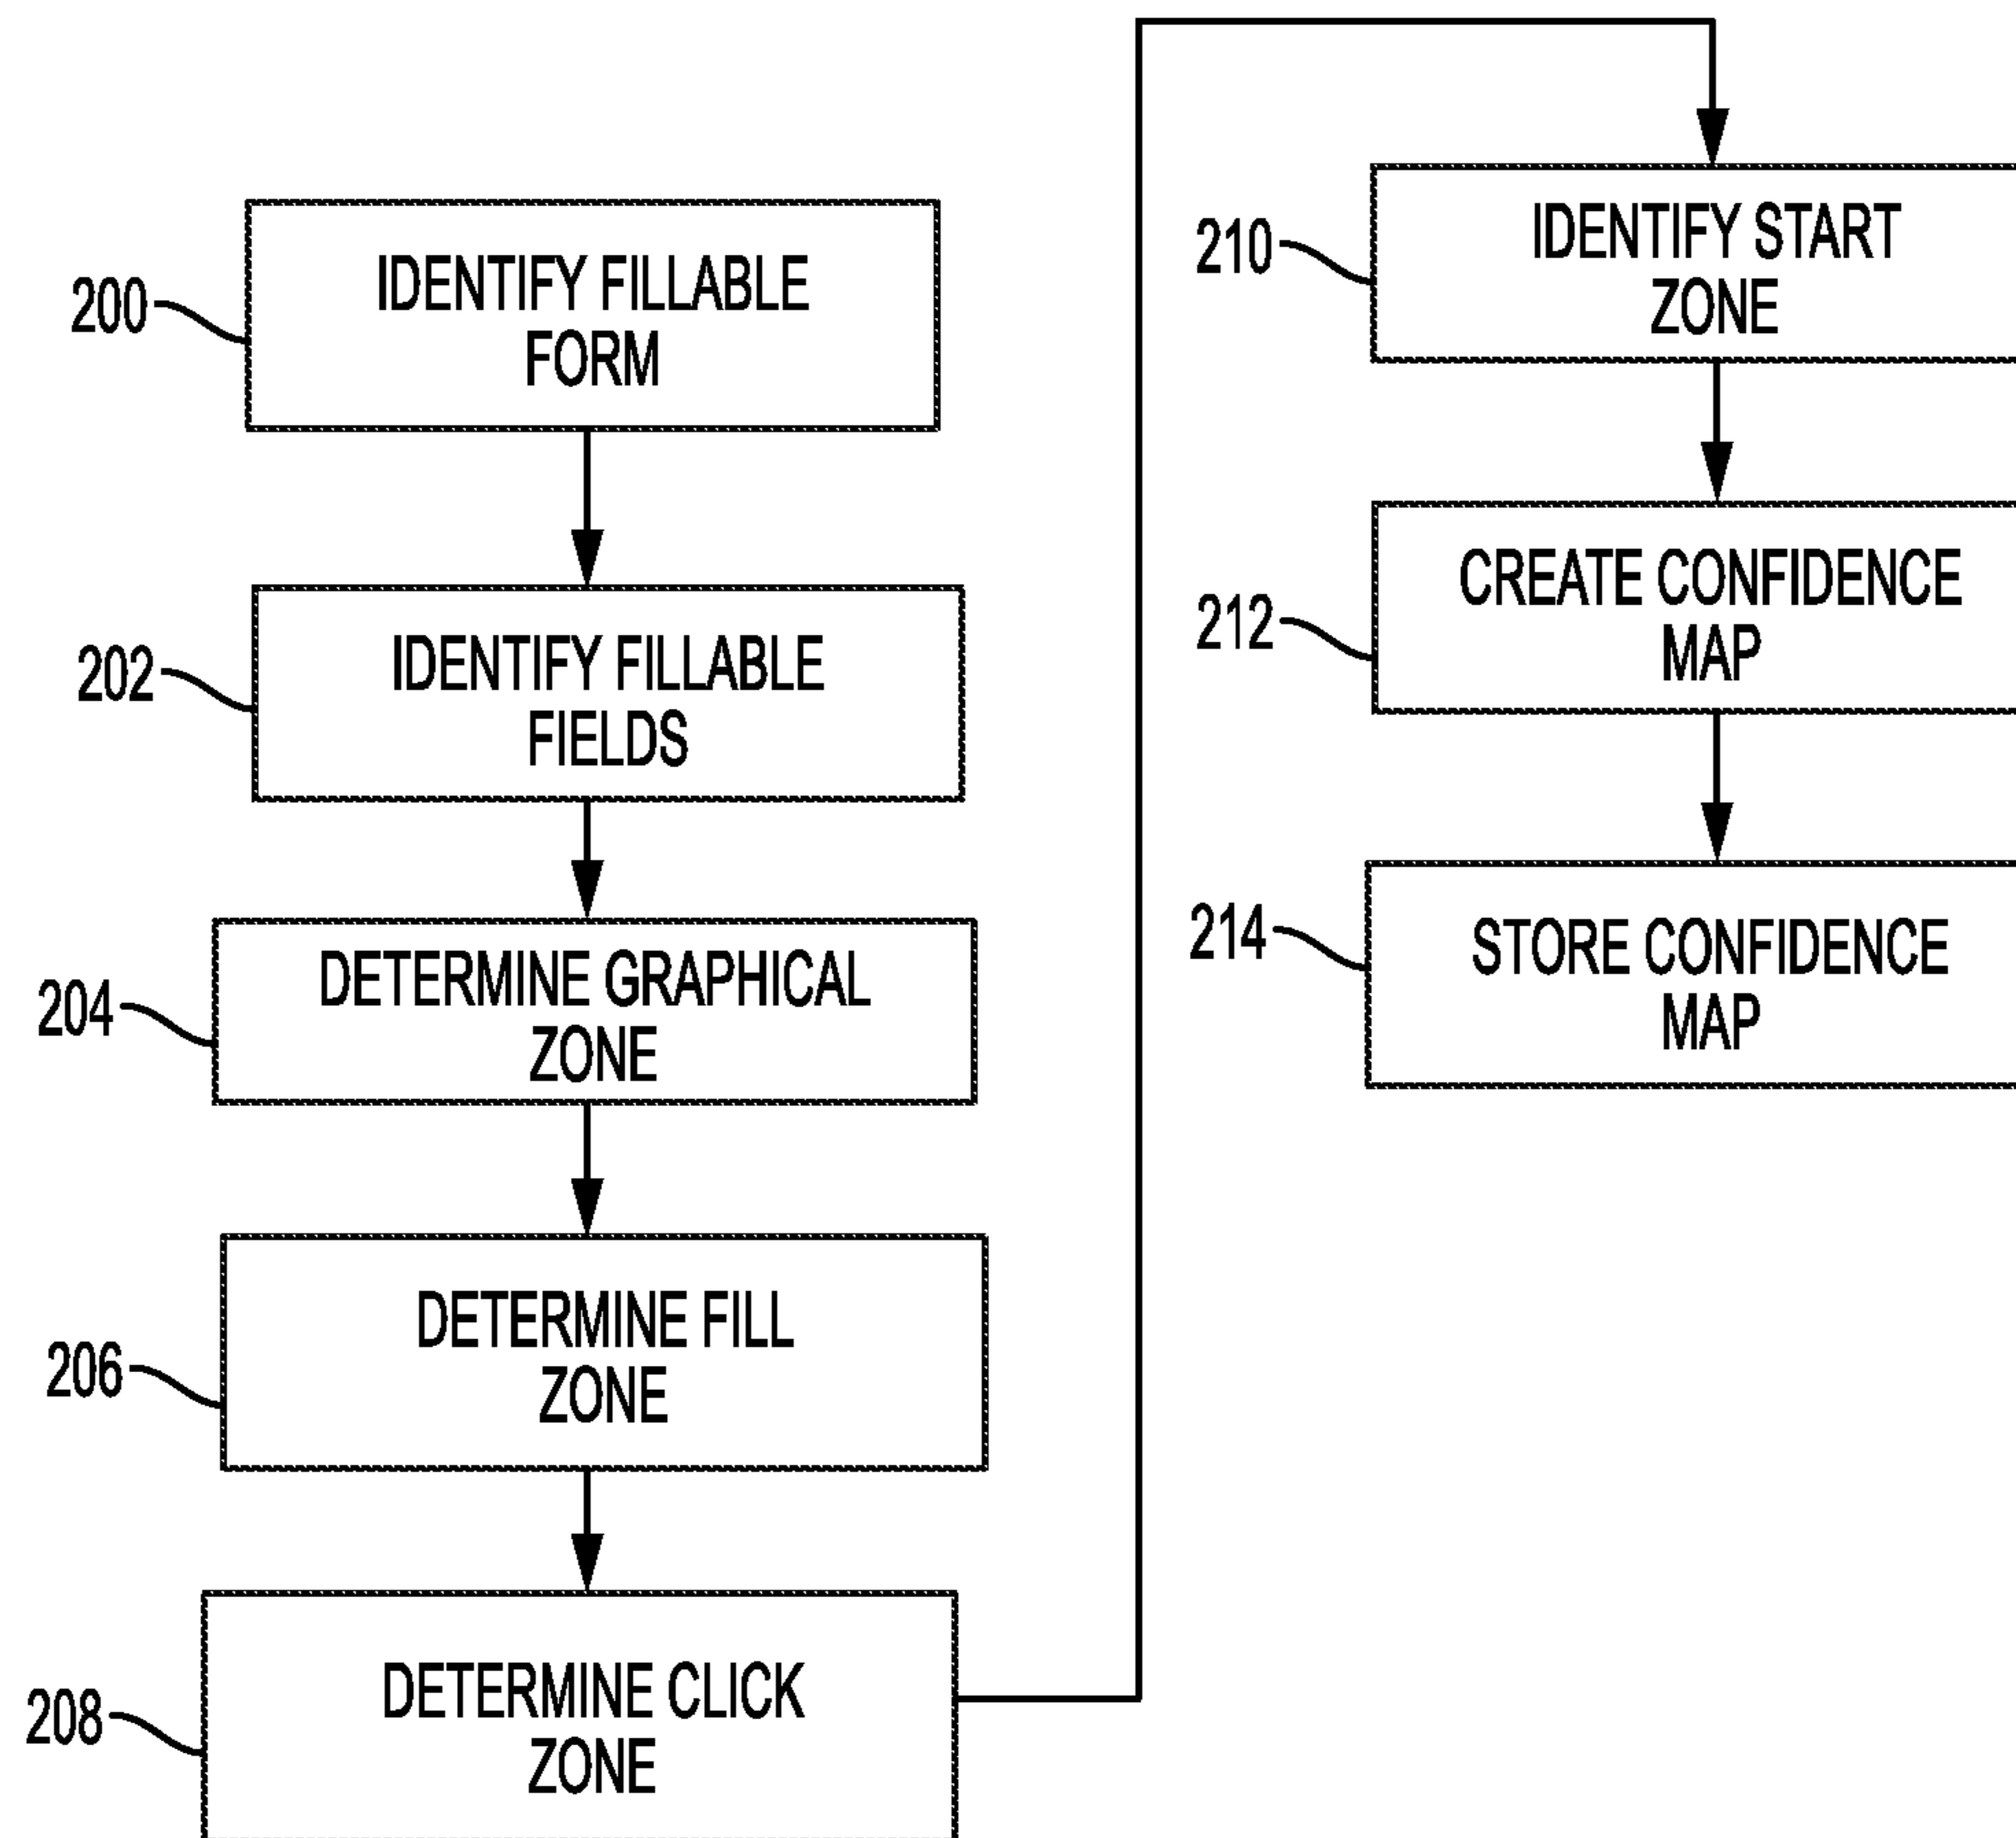 200
IDENTIFY FILLABLE
FORM
202
IDENTIFY FILLABLE
FIELDS
204
DETERMINE GRAPHICAL
ZONE
206
DETERMINE FILL
ZONE
208
DETERMINE CLICK
ZONE
210
IDENTIFY START
ZONE
212
CREATE CONFIDENCE
MAP
214
STORE CONFIDENCE
MAP